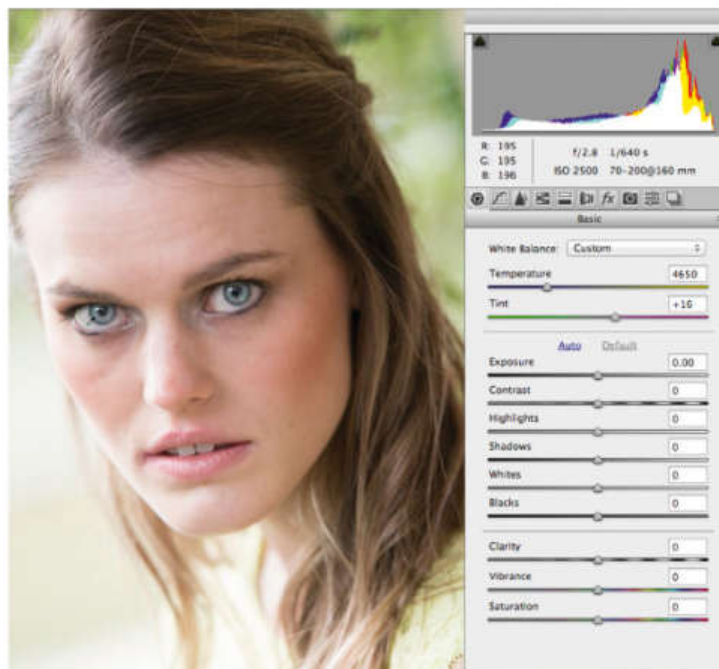 R: 195
G: 195
B: 196
f/2.8 1/640 s
ISO 2500 70-200@160 mm
fx
Basic
White Balance: Custom
Temperature 4650
Tint +16
Auto Default
Exposure 0.00
Contrast 0
Highlights 0
Shadows 0
Whites 0
Blacks 0
Clarity 0
Vibrance 0
Saturation 0